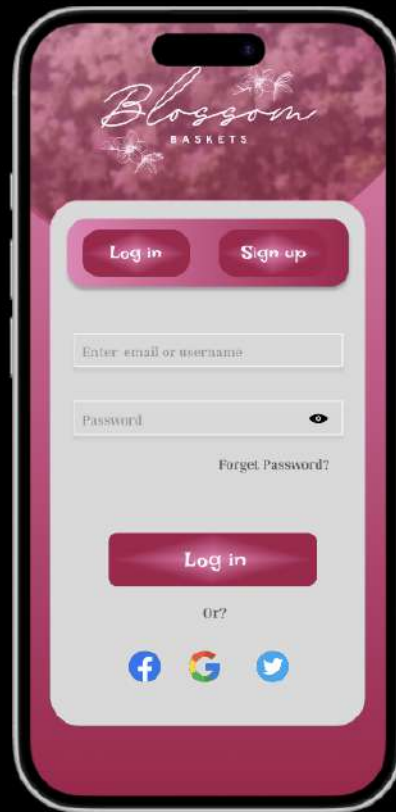 Blossom
BASKETS
Log in
Sign up
Enter email or username
Password
Forget Password?
Log in
Or?